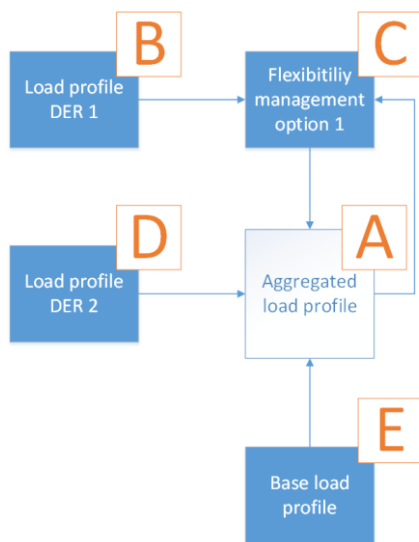 B
Load profile
DER 1
C
Flexibitiliy
management
option 1
D
Load profile
DER 2
A
Aggregated
load profile
E
Base load
profile